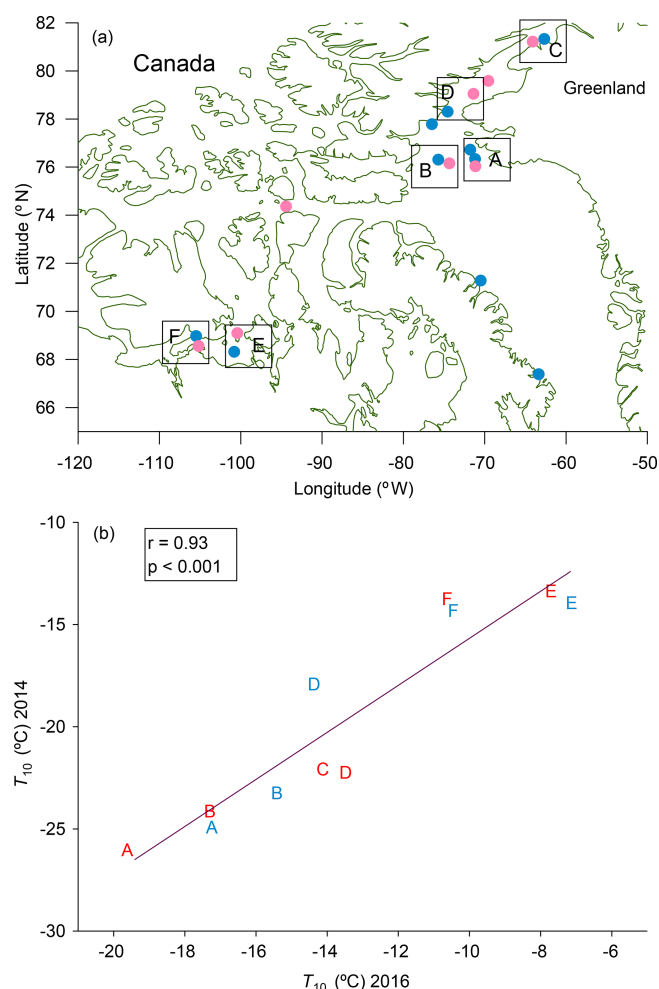 82
(a)
Canada
C
80
Greenland
D
78
A
76
B
74
Latitude (°N)
72
70
F
E
68
66
-120 -110 -100 -90 -80 -70 -60 -50
Longitude (°W)
-10
(b)
r = 0.93
p < 0.001
F
E
E
F
-15
D
T10 (ºC) 2014
-20
C
D
B
B
A
-25
A
-30
-20 -18 -16 -14 -12 -10 -8 -6
T10 (ºC) 2016